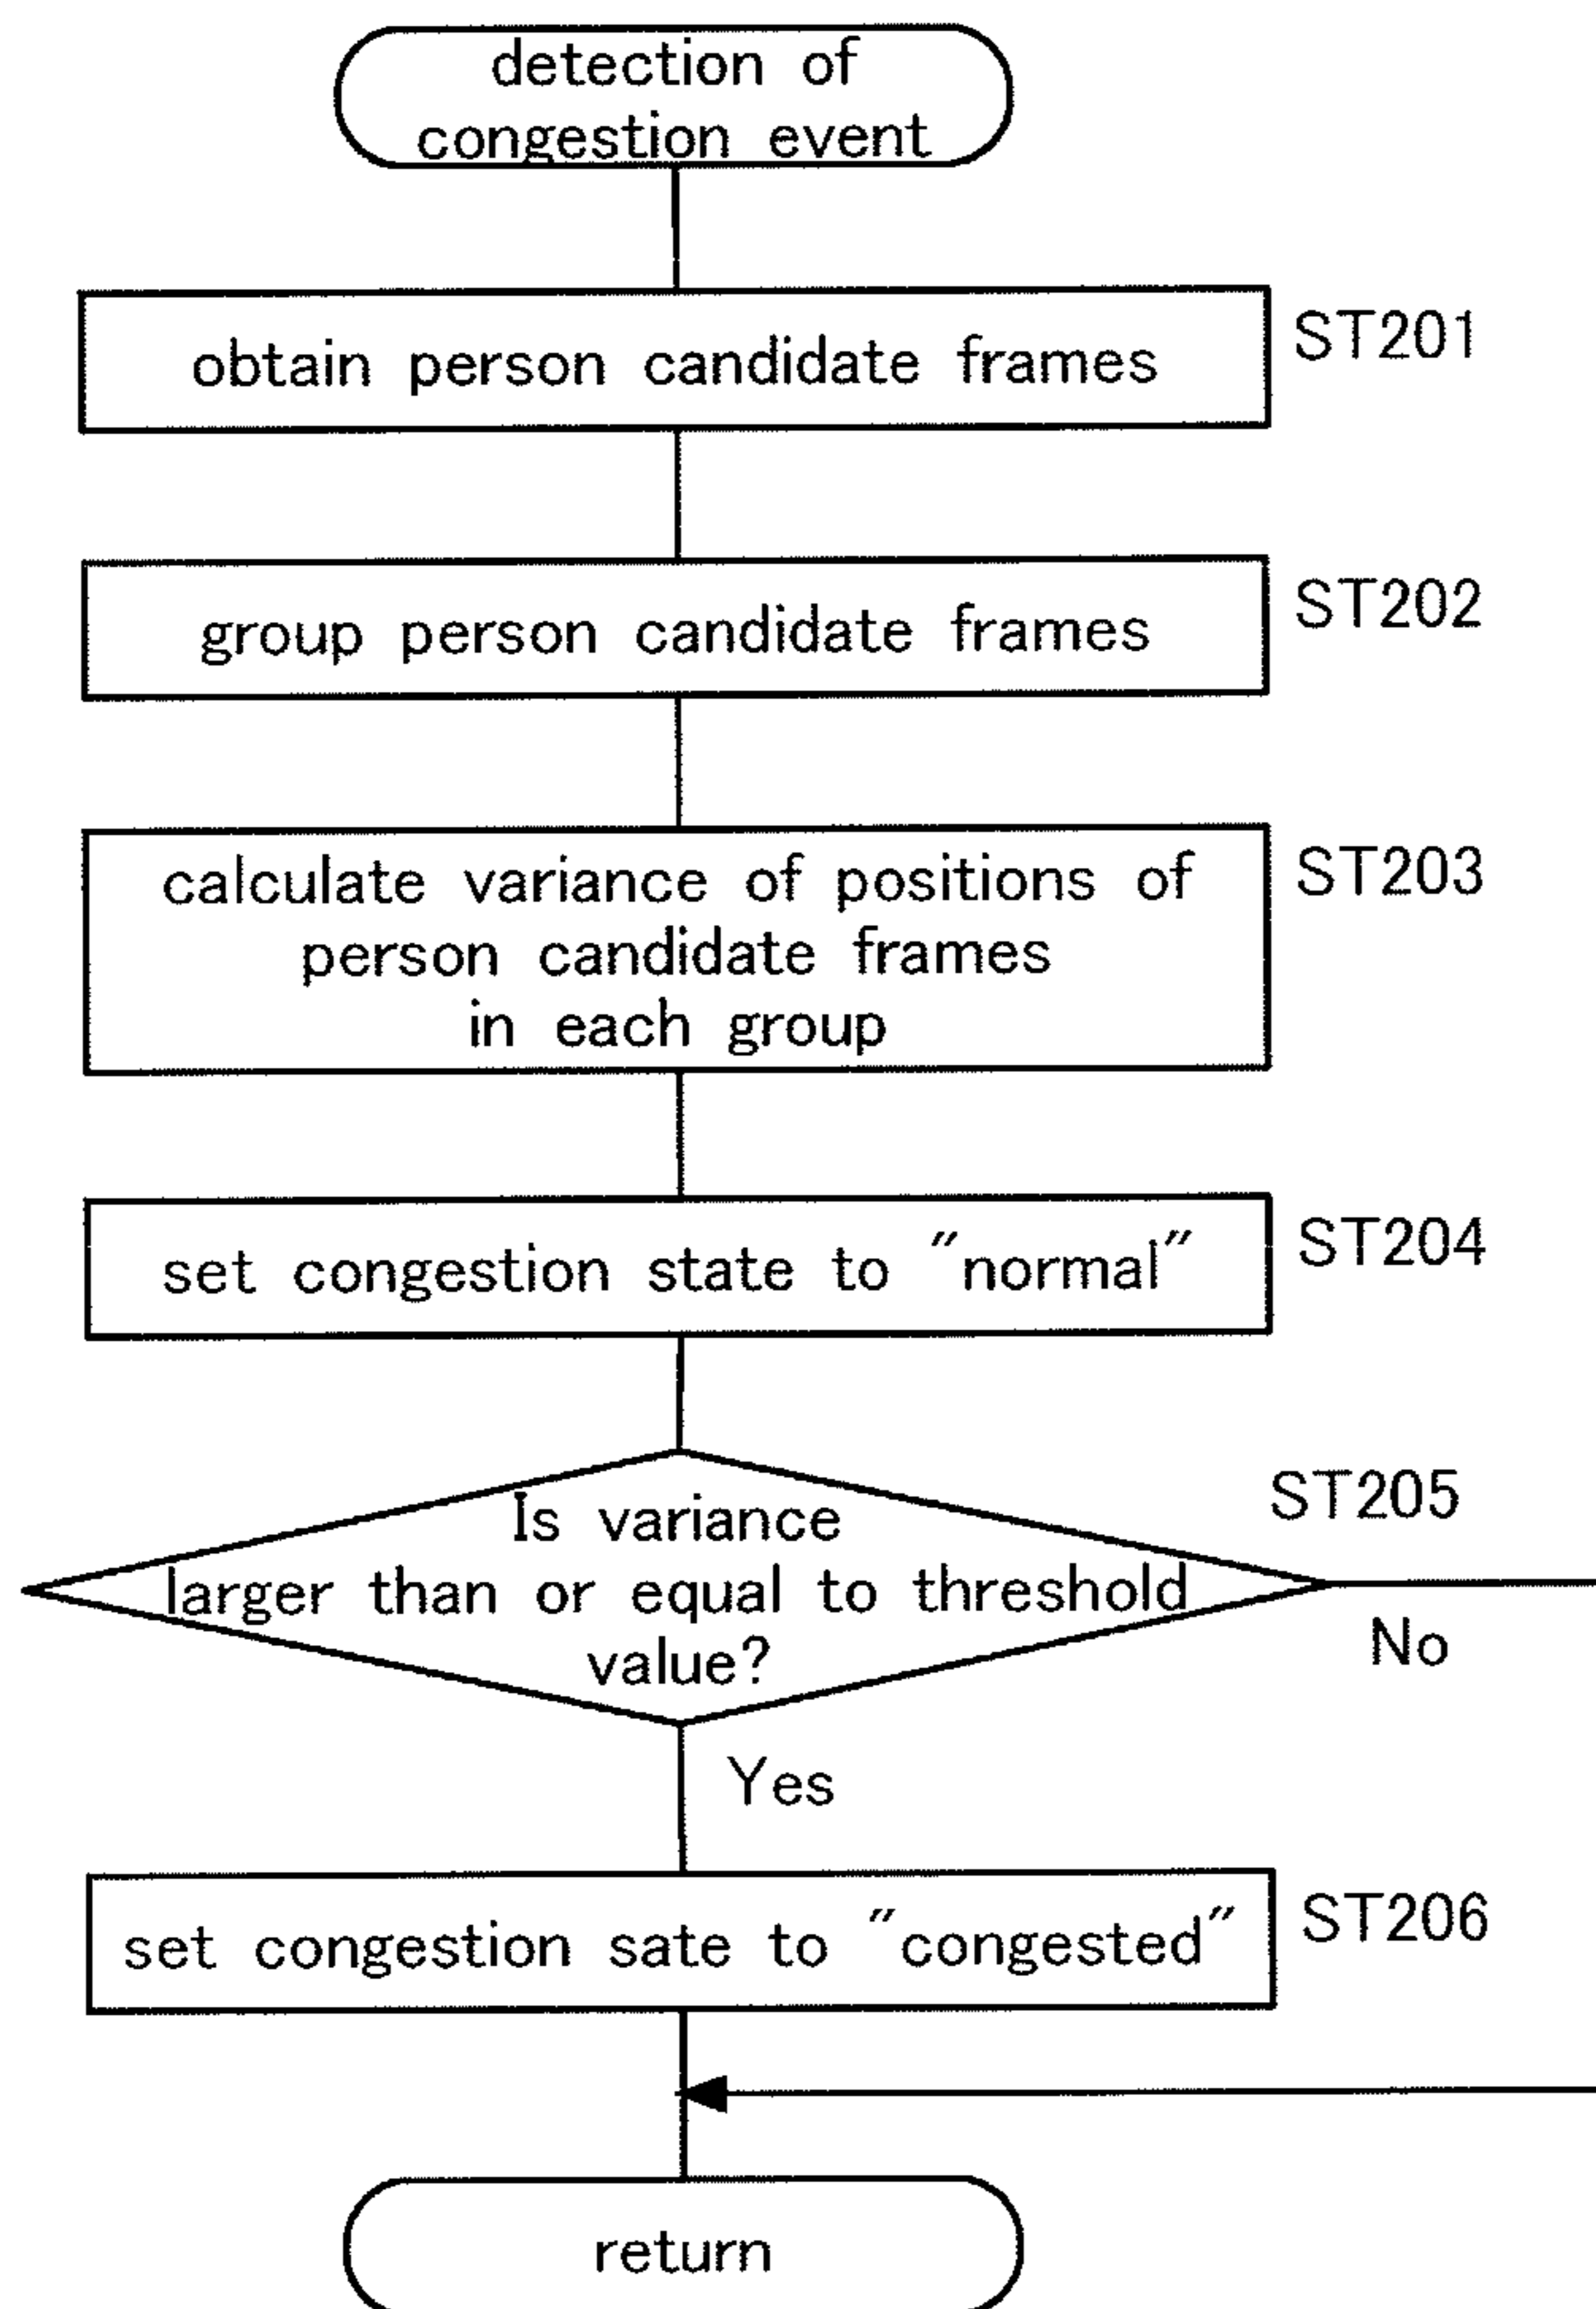 detection of
congestion event
obtain person candidate frames
ST201
group person candidate frames
ST202
calculate variance of positions of
person candidate frames
in each group
ST203
set congestion state to "normal"
ST204
Is variance
larger than or equal to threshold
value?
ST205
No
Yes
set congestion sate to "congested"
ST206
return